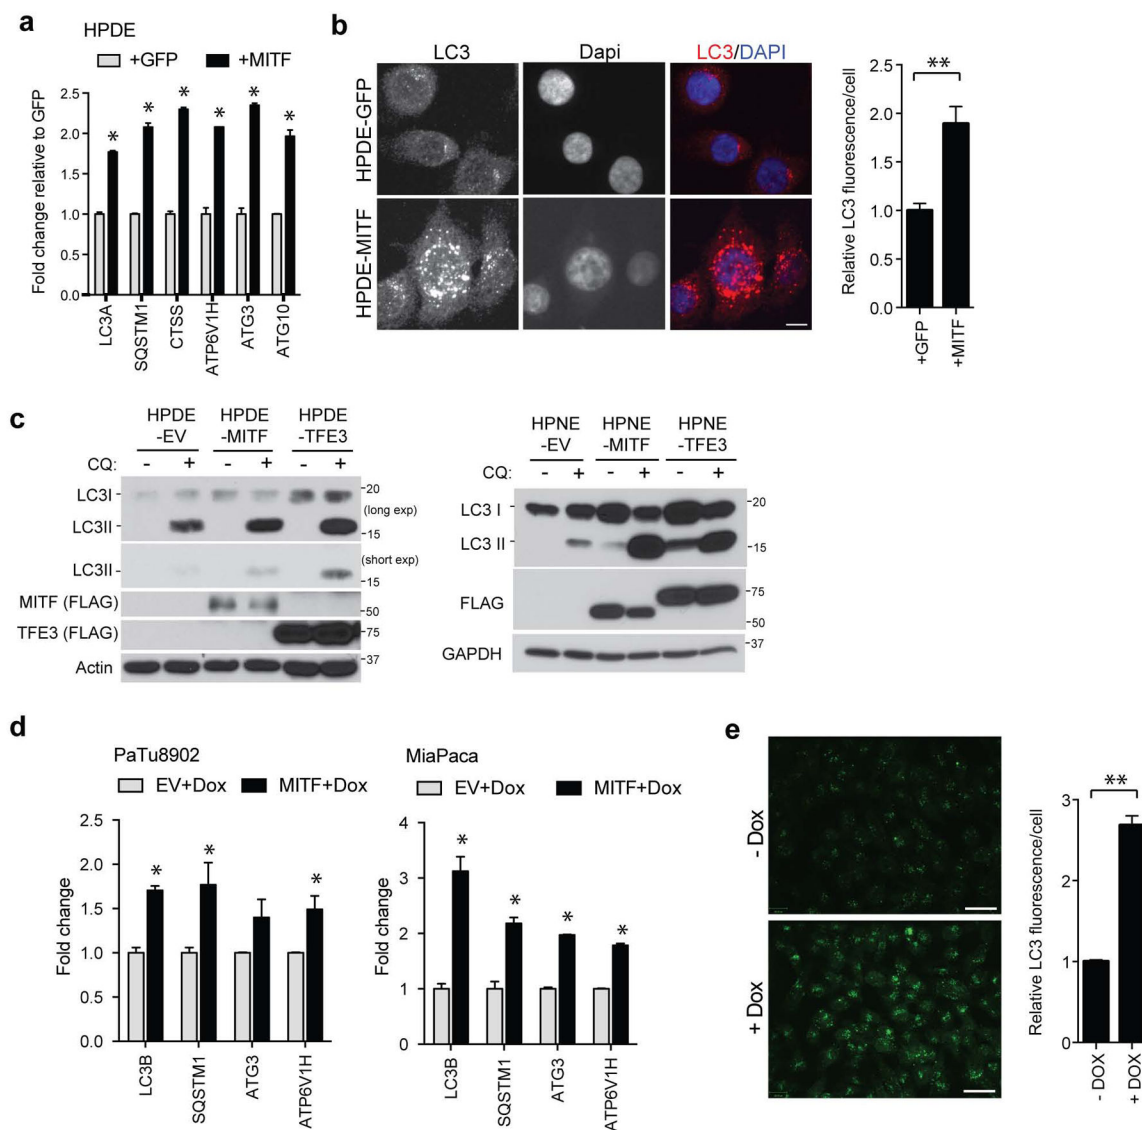 a
HPDE
+GFP +MITF
Fold change relative to GFP
2.5
2.0
1.5
1.0
0.5
0.0
* * * * * *
LC3A
SQSTM1
CTSS
ATP6V1H
ATG3
ATG10
b
LC3 Dapi LC3/DAPI
HPDE-GFP
HPDE-MITF
Relative LC3 fluorescence/cell
**
2.5
2.0
1.5
1.0
0.5
0.0
+GFP
+MITF
c
HPDE HPDE HPDE
-EV -MITF -TFE3
CQ: - + - + - +
LC3I -
-20
(long exp)
LC3II -
-15
(short exp)
LC3II -
-15
MITF (FLAG)
-50
TFE3 (FLAG)
-75
Actin
-37
HPNE HPNE HPNE
-EV -MITF -TFE3
CQ: - + - + - +
LC3 I -
-20
LC3 II -
-15
FLAG
-75
-50
GAPDH
-37
d
PaTu8902
EV+Dox MITF+Dox
Fold change
2.5
2.0
1.5
1.0
0.5
0.0
* * *
LC3B
SQSTM1
ATG3
ATP6V1H
MiaPaca
EV+Dox MITF+Dox
Fold change
4
3
2
1
0
* * * *
LC3B
SQSTM1
ATG3
ATP6V1H
e
- Dox
+ Dox
Relative LC3 fluorescence/cell
**
3
2
1
0
- DOX
+ DOX